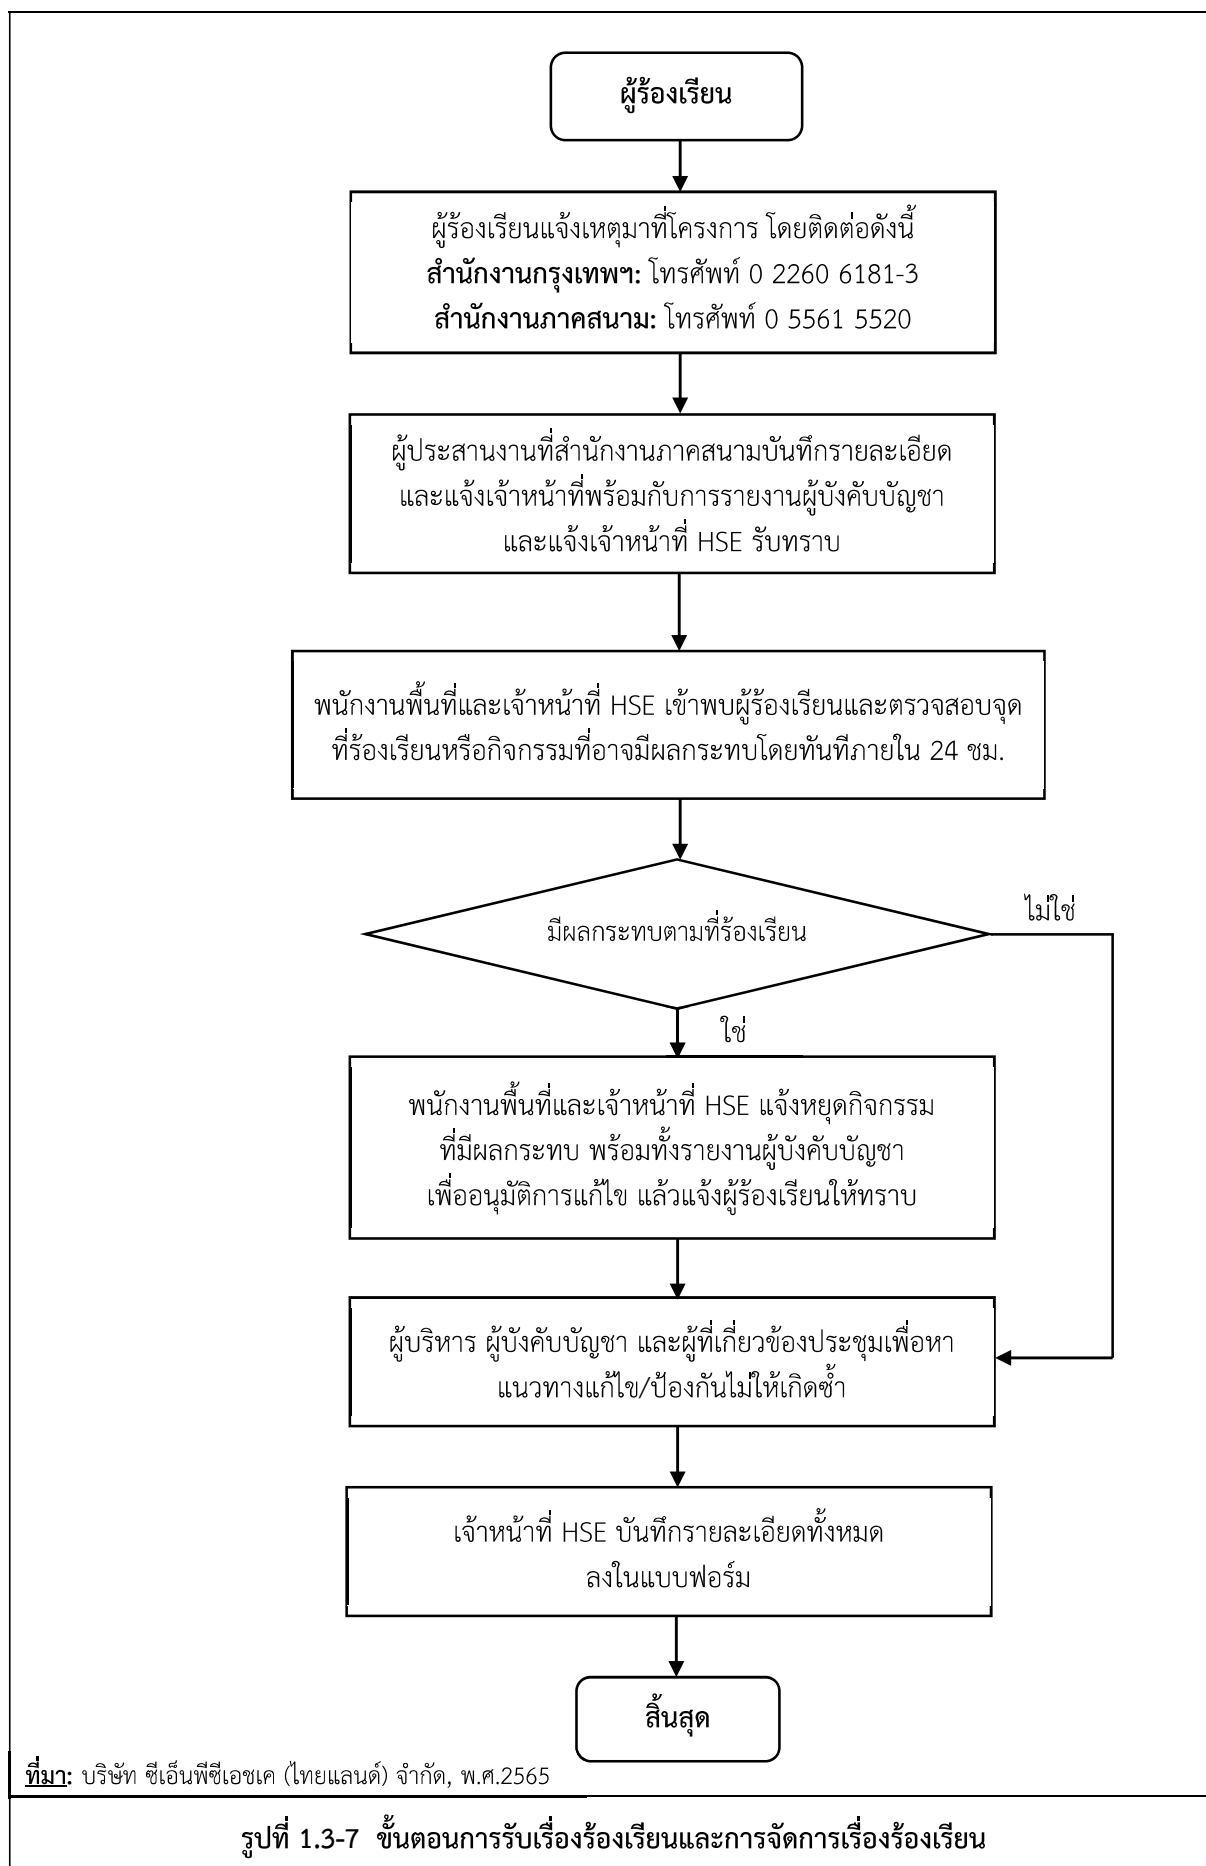 ผู้ร้องเรียน
ผู้ร้องเรียนแจ้งเหตุมาที่โครงการ โดยติดต่อดังนี้
สำนักงานกรุงเทพฯ: โทรศัพท์ 0 2260 6181-3
สำนักงานภาคสนาม: โทรศัพท์ 0 5561 5520
ผู้ประสานงานที่สำนักงานภาคสนามบันทึกรายละเอียด
และแจ้งเจ้าหน้าที่พร้อมกับการรายงานผู้บังคับบัญชา
และแจ้งเจ้าหน้าที่ HSE รับทราบ
พนักงานพื้นที่และเจ้าหน้าที่ HSE เข้าพบผู้ร้องเรียนและตรวจสอบจุด
ที่ร้องเรียนหรือกิจกรรมที่อาจมีผลกระทบโดยทันทีภายใน 24 ชม.
มีผลกระทบตามที่ร้องเรียน
ไม่ใช่
ใช่
พนักงานพื้นที่และเจ้าหน้าที่ HSE แจ้งหยุดกิจกรรม
ที่มีผลกระทบ พร้อมทั้งรายงานผู้บังคับบัญชา
เพื่ออนุมัติการแก้ไข แล้วแจ้งผู้ร้องเรียนให้ทราบ
ผู้บริหาร ผู้บังคับบัญชา และผู้ที่เกี่ยวข้องประชุมเพื่อหา
แนวทางแก้ไข/ป้องกันไม่ให้เกิดซ้ำ
เจ้าหน้าที่ HSE บันทึกรายละเอียดทั้งหมด
ลงในแบบฟอร์ม
สิ้นสุด
ที่มา: บริษัท ซีเอ็นพีซีเอชเค (ไทยแลนด์) จำกัด, พ.ศ.2565
รูปที่ 1.3-7 ขั้นตอนการรับเรื่องร้องเรียนและการจัดการเรื่องร้องเรียน